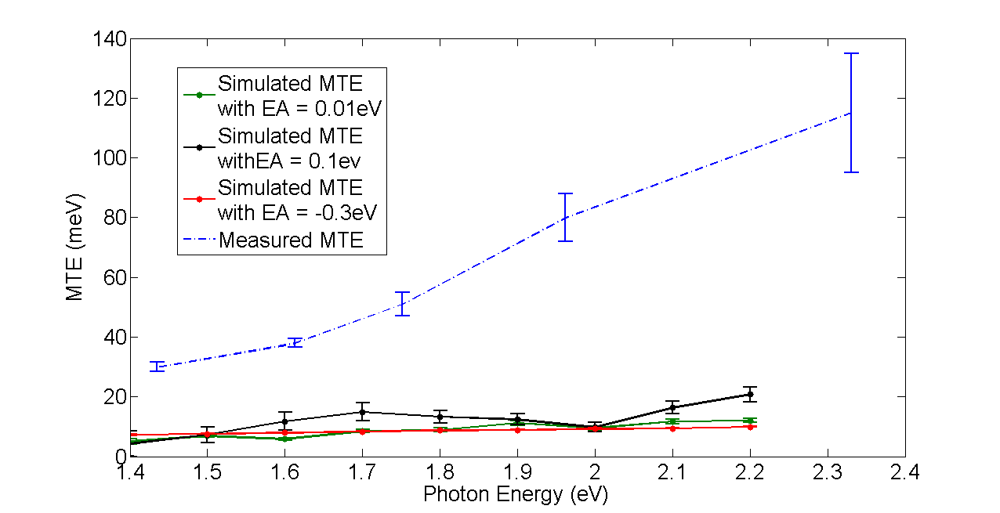 140
120
100
80
60
40
20
0
MTE (meV)
Simulated MTE
with EA = 0.01eV
Simulated MTE
withEA = 0.1ev
Simulated MTE
with EA = -0.3eV
Measured MTE
1.4 1.5 1.6 1.7 1.8 1.9 2 2.1 2.2 2.3 2.4
Photon Energy (eV)